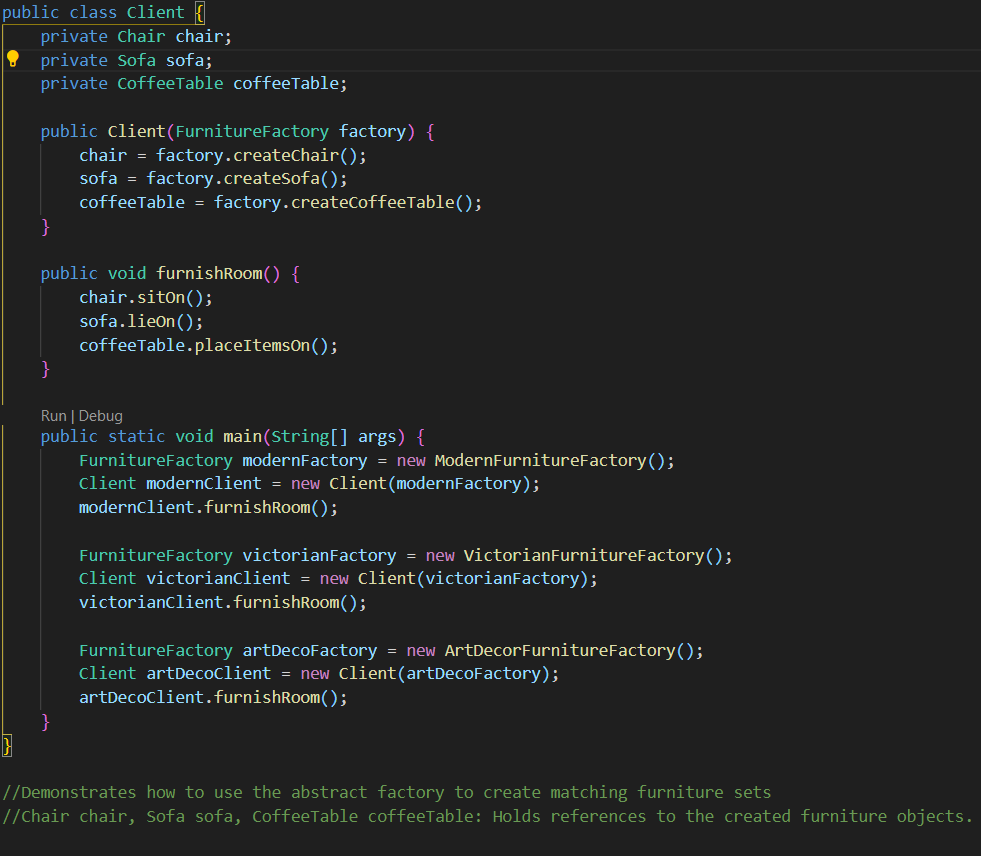 public class Client {
    private Chair chair;
    private Sofa sofa;
    private CoffeeTable coffeeTable;

    public Client(FurnitureFactory factory) {
        chair = factory.createChair();
        sofa = factory.createSofa();
        coffeeTable = factory.createCoffeeTable();
    }

    public void furnishRoom() {
        chair.sitOn();
        sofa.lieOn();
        coffeeTable.placeItemsOn();
    }

    Run | Debug
    public static void main(String[] args) {
        FurnitureFactory modernFactory = new ModernFurnitureFactory();
        Client modernClient = new Client(modernFactory);
        modernClient.furnishRoom();

        FurnitureFactory victorianFactory = new VictorianFurnitureFactory();
        Client victorianClient = new Client(victorianFactory);
        victorianClient.furnishRoom();

        FurnitureFactory artDecoFactory = new ArtDecorFurnitureFactory();
        Client artDecoClient = new Client(artDecoFactory);
        artDecoClient.furnishRoom();
    }
}

//Demonstrates how to use the abstract factory to create matching furniture sets
//Chair chair, Sofa sofa, CoffeeTable coffeeTable: Holds references to the created furniture objects.